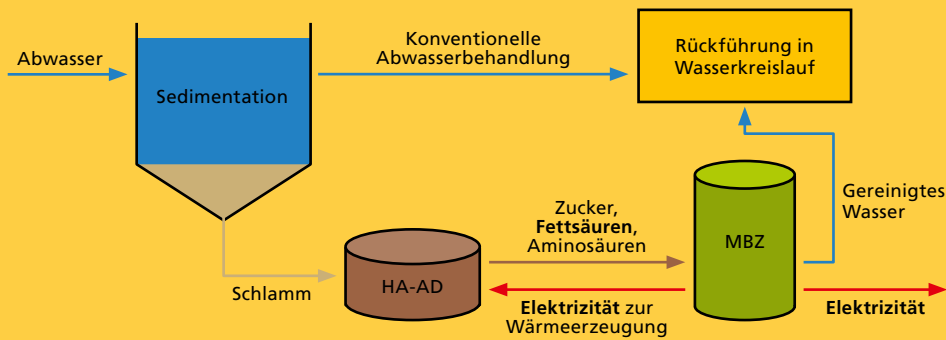 Abwasser
Sedimentation
Konventionelle
Abwasserbehandlung
Rückführung in
Wasserkreislauf
Schlamm
HA-AD
Zucker,
Fettsäuren,
Aminosäuren
Elektrizität zur
Wärmeerzeugung
MBZ
Gereinigtes
Wasser
Elektrizität